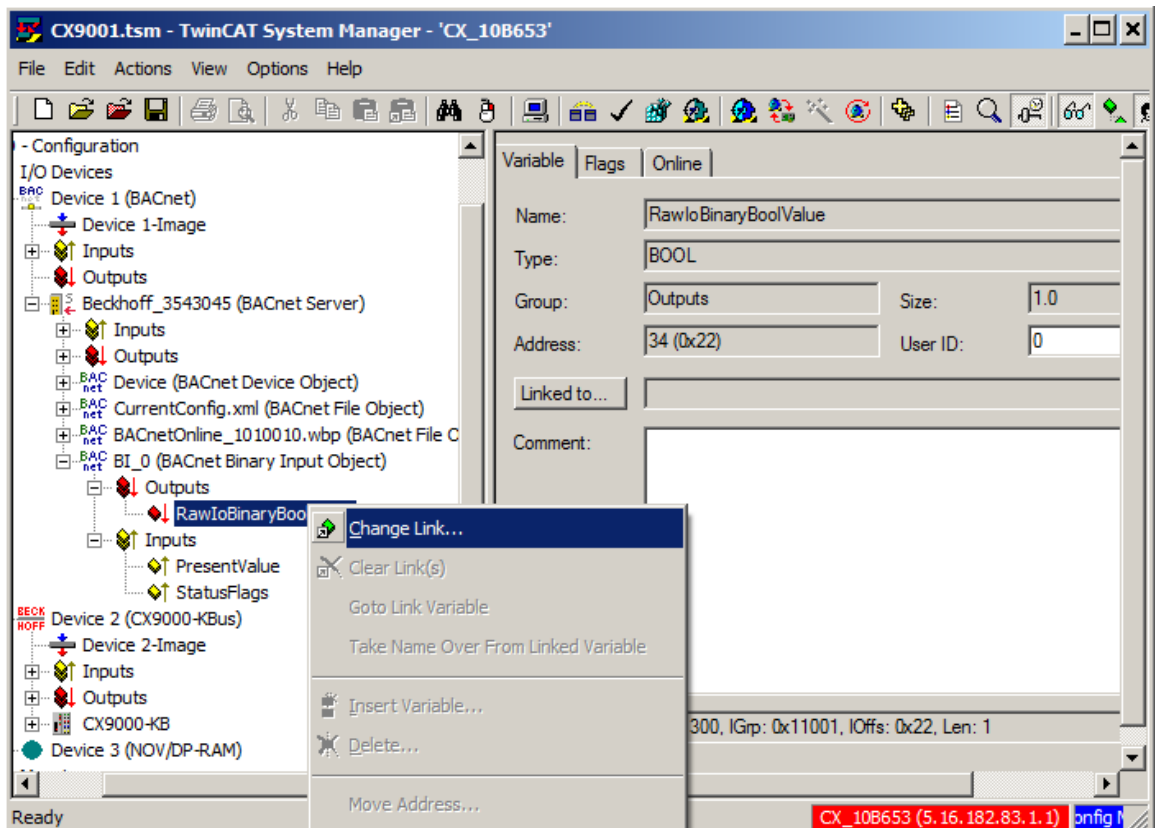 CX9001.tsm - TwinCAT System Manager - 'CX_10B653'
File Edit Actions View Options Help
- Configuration
I/O Devices
Device 1 (BACnet)
Device 1-Image
Inputs
Outputs
Beckhoff_3543045 (BACnet Server)
Inputs
Outputs
Device (BACnet Device Object)
CurrentConfig.xml (BACnet File Object)
BACnetOnline_1010010.wbp (BACnet File O
BI_0 (BACnet Binary Input Object)
Outputs
RawIoBinaryBoo
Inputs
PresentValue
StatusFlags
BECK
HOFF
Device 2 (CX9000-KBus)
Device 2-Image
Inputs
Outputs
CX9000-KB
Device 3 (NOV/DP-RAM)
Variable Flags Online
Name: RawIoBinaryBoolValue
Type: BOOL
Group: Outputs Size: 1.0
Address: 34 (0x22) User ID: 0
Linked to...
Comment:
Change Link...
Clear Link(s)
Goto Link Variable
Take Name Over From Linked Variable
Insert Variable...
Delete...
Move Address...
300, IGrp: 0x11001, IOffs: 0x22, Len: 1
Ready CX_10B653 (5.16.182.83.1.1)